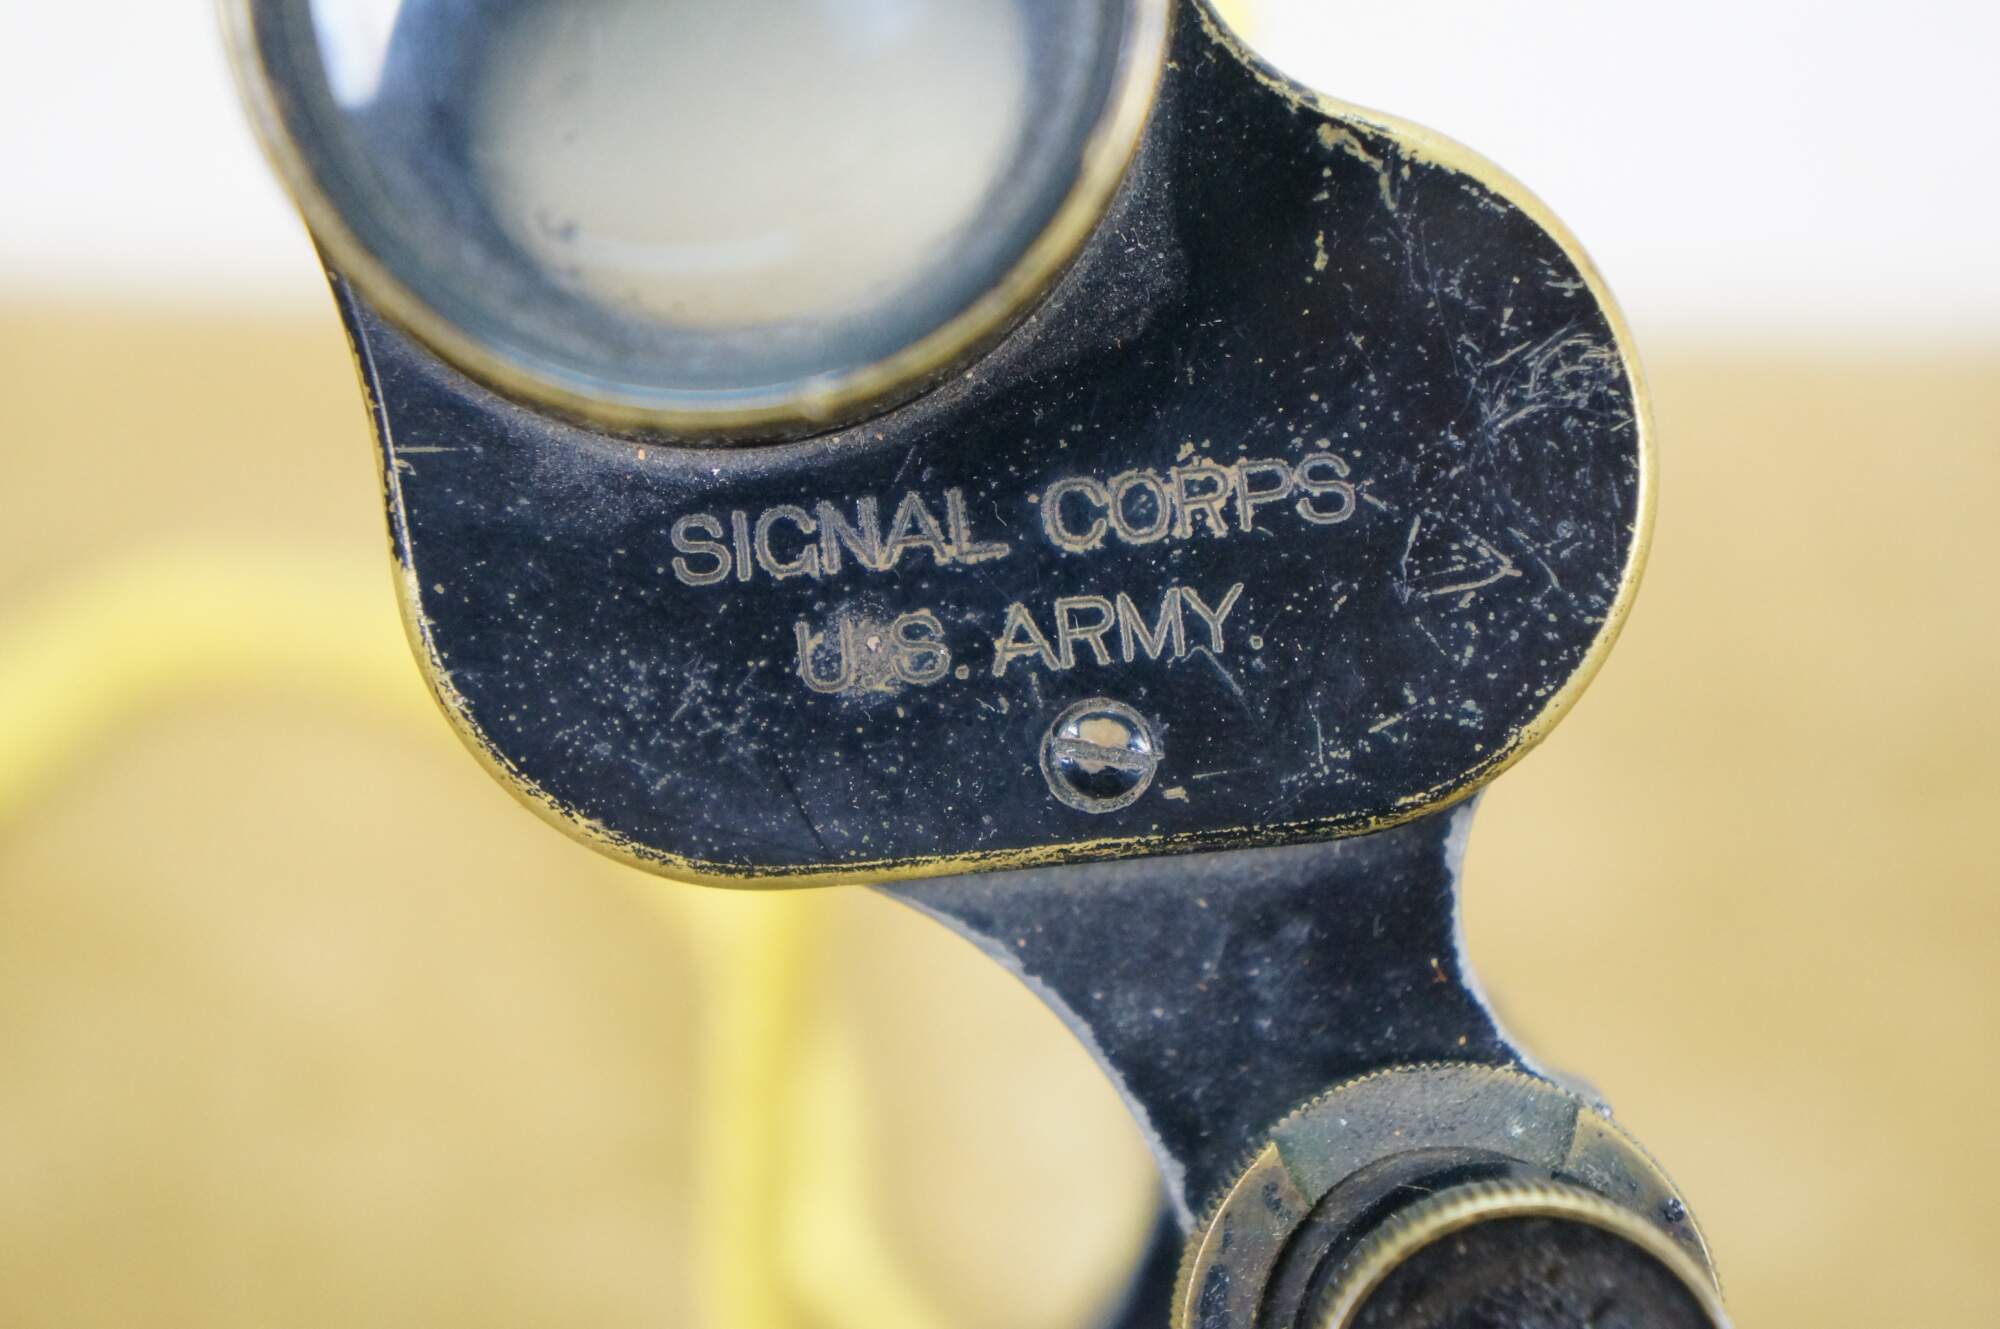 SIGNAL CORPS
U.S. ARMY.